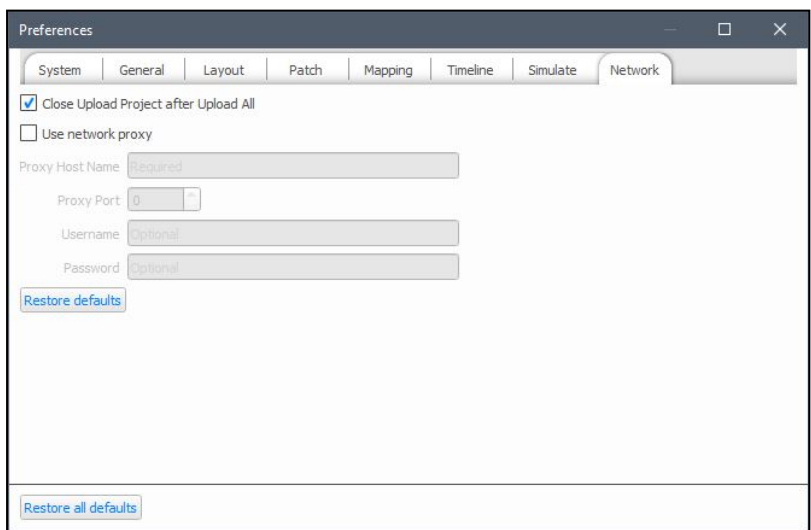 Preferences
System General Layout Patch Mapping Timeline Simulate Network
Close Upload Project after Upload All
Use network proxy
Proxy Host Name Required
Proxy Port 0
Username Optional
Password Optional
Restore defaults
Restore all defaults